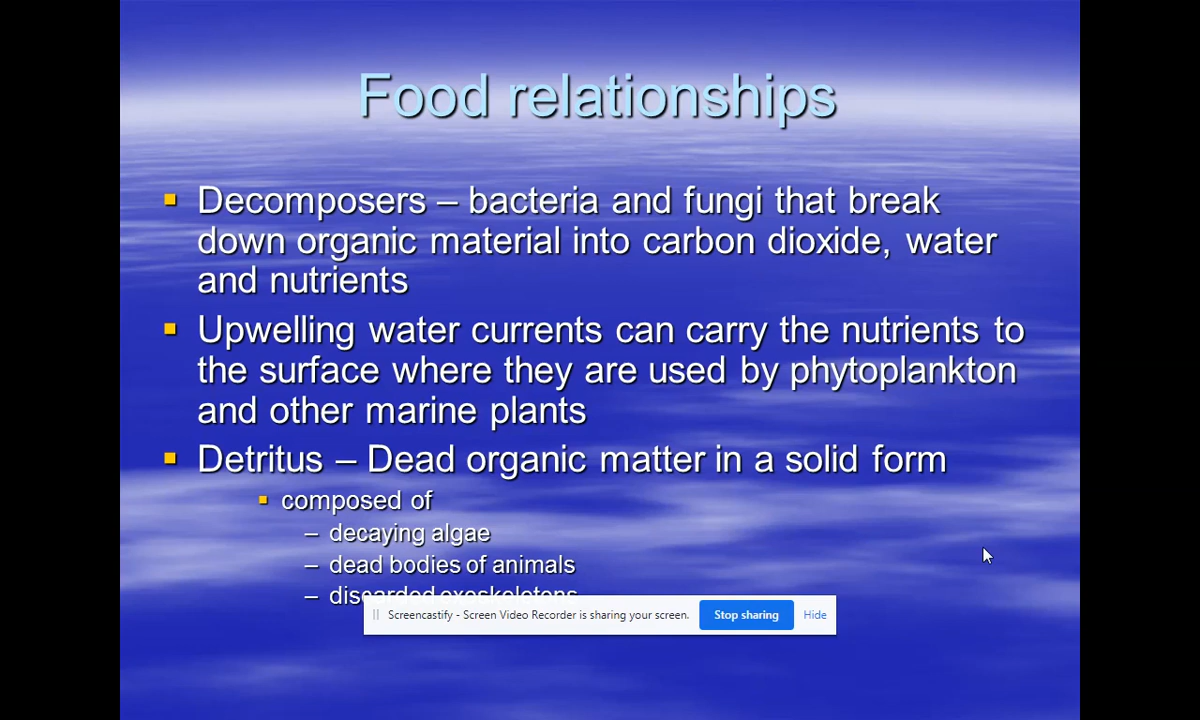 Food relationships
Decomposers – bacteria and fungi that break
down organic material into carbon dioxide, water
and nutrients
Upwelling water currents can carry the nutrients to
the surface where they are used by phytoplankton
and other marine plants
Detritus – Dead organic matter in a solid form
composed of
– decaying algae
– dead bodies of animals
– discarded exoskeletons
Screencastify - Screen Video Recorder is sharing your screen.
Stop sharing
Hide